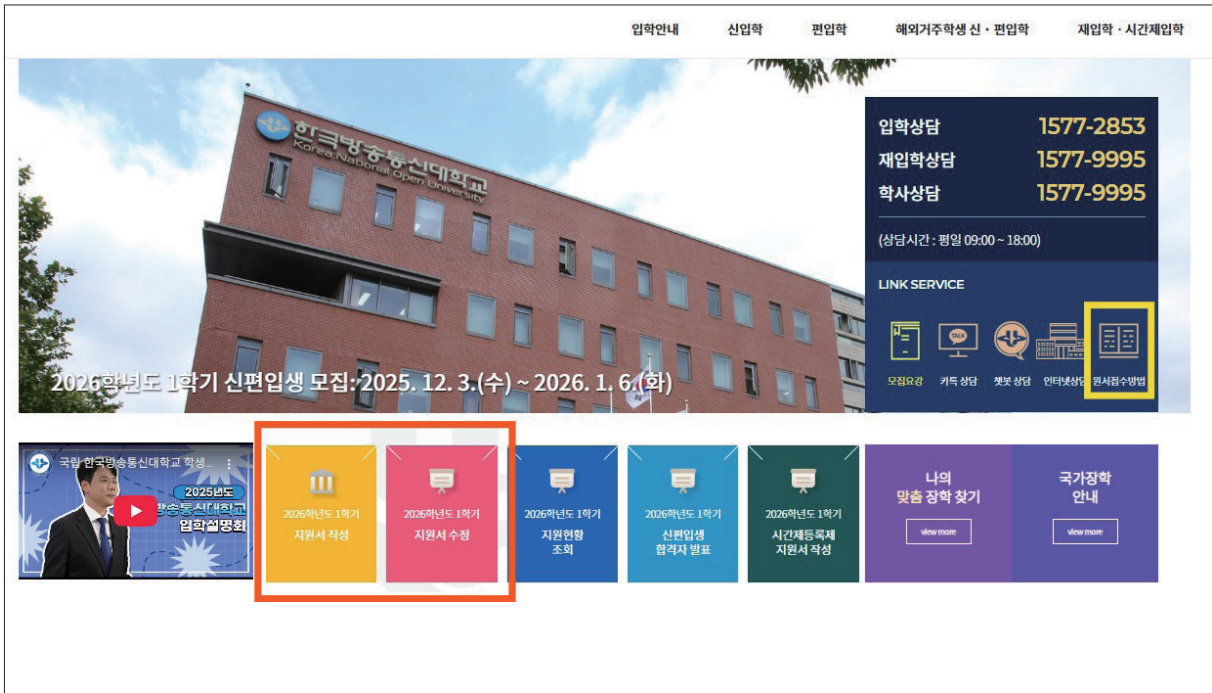 입학안내
신입학
편입학
해외거주학생 신・편입학
재입학・시간제입학
한국방송통신대학교
Korea National Open University
입학상담 1577-2853
재입학상담 1577-9995
학사상담 1577-9995
(상담시간 : 평일 09:00 ~ 18:00)
LINK SERVICE
TALK
모집요강
카톡 상담
챗봇 상담
인터넷상담
원서접수방법
2026학년도 1학기 신편입생 모집: 2025. 12. 3.(수) ~ 2026. 1. 6.(화)
국립 한국방송통신대학교 학생...
2025년도
방송통신대학교
입학설명회
2026학년도 1학기
지원서 작성
2026학년도 1학기
지원서 수정
2026학년도 1학기
지원현황
조회
2026학년도 1학기
신편입생
합격자 발표
2026학년도 1학기
시간제등록제
지원서 작성
나의
맞춤 장학 찾기
view more
국가장학
안내
view more